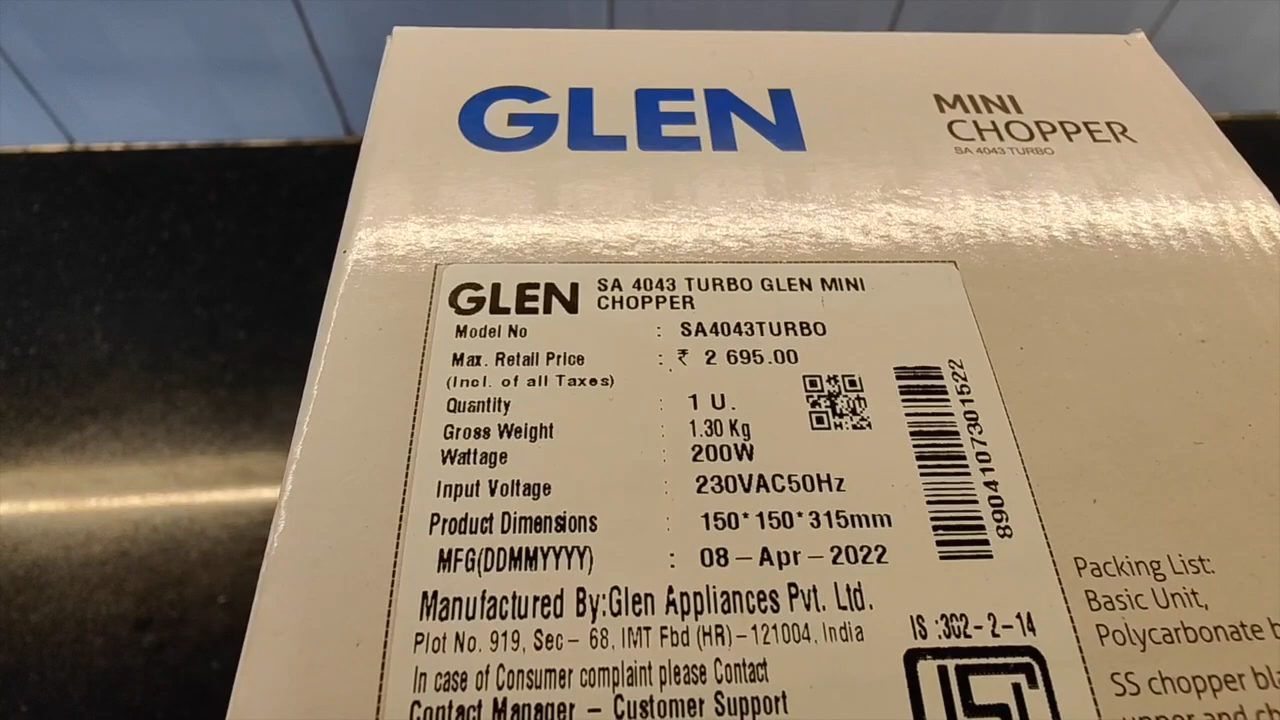 GLEN
MINI
CHOPPER
SA 4043 TURBO
GLEN SA 4043 TURBO GLEN MINI
CHOPPER
Model No : SA4043TURBO
Max. Retail Price : ₹ 2 695.00
(Incl. of all Taxes)
Quantity : 1 U.
Gross Weight : 1.30 Kg
Wattage : 200W
Input Voltage : 230VAC50Hz
Product Dimensions : 150*150*315mm
MFG(DDMMYYYY) : 08-Apr-2022
Manufactured By:Glen Appliances Pvt. Ltd.
Plot No. 919, Sec- 68, IMT Fbd (HR)-121004, India
In case of Consumer complaint please Contact
Contact Manager - Customer Support
8904107301522
IS :302-2-14
Packing List:
Basic Unit,
Polycarbonate
SS chopper